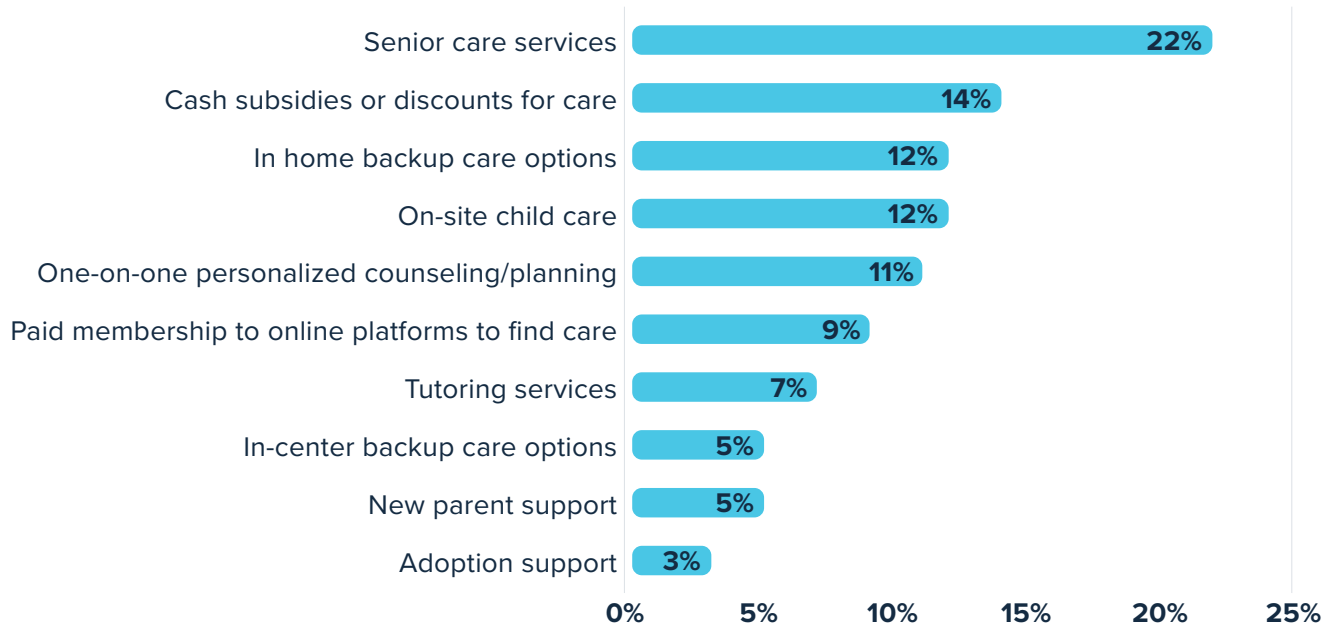 Senior care services 22%
Cash subsidies or discounts for care 14%
In home backup care options 12%
On-site child care 12%
One-on-one personalized counseling/planning 11%
Paid membership to online platforms to find care 9%
Tutoring services 7%
In-center backup care options 5%
New parent support 5%
Adoption support 3%
0% 5% 10% 15% 20% 25%